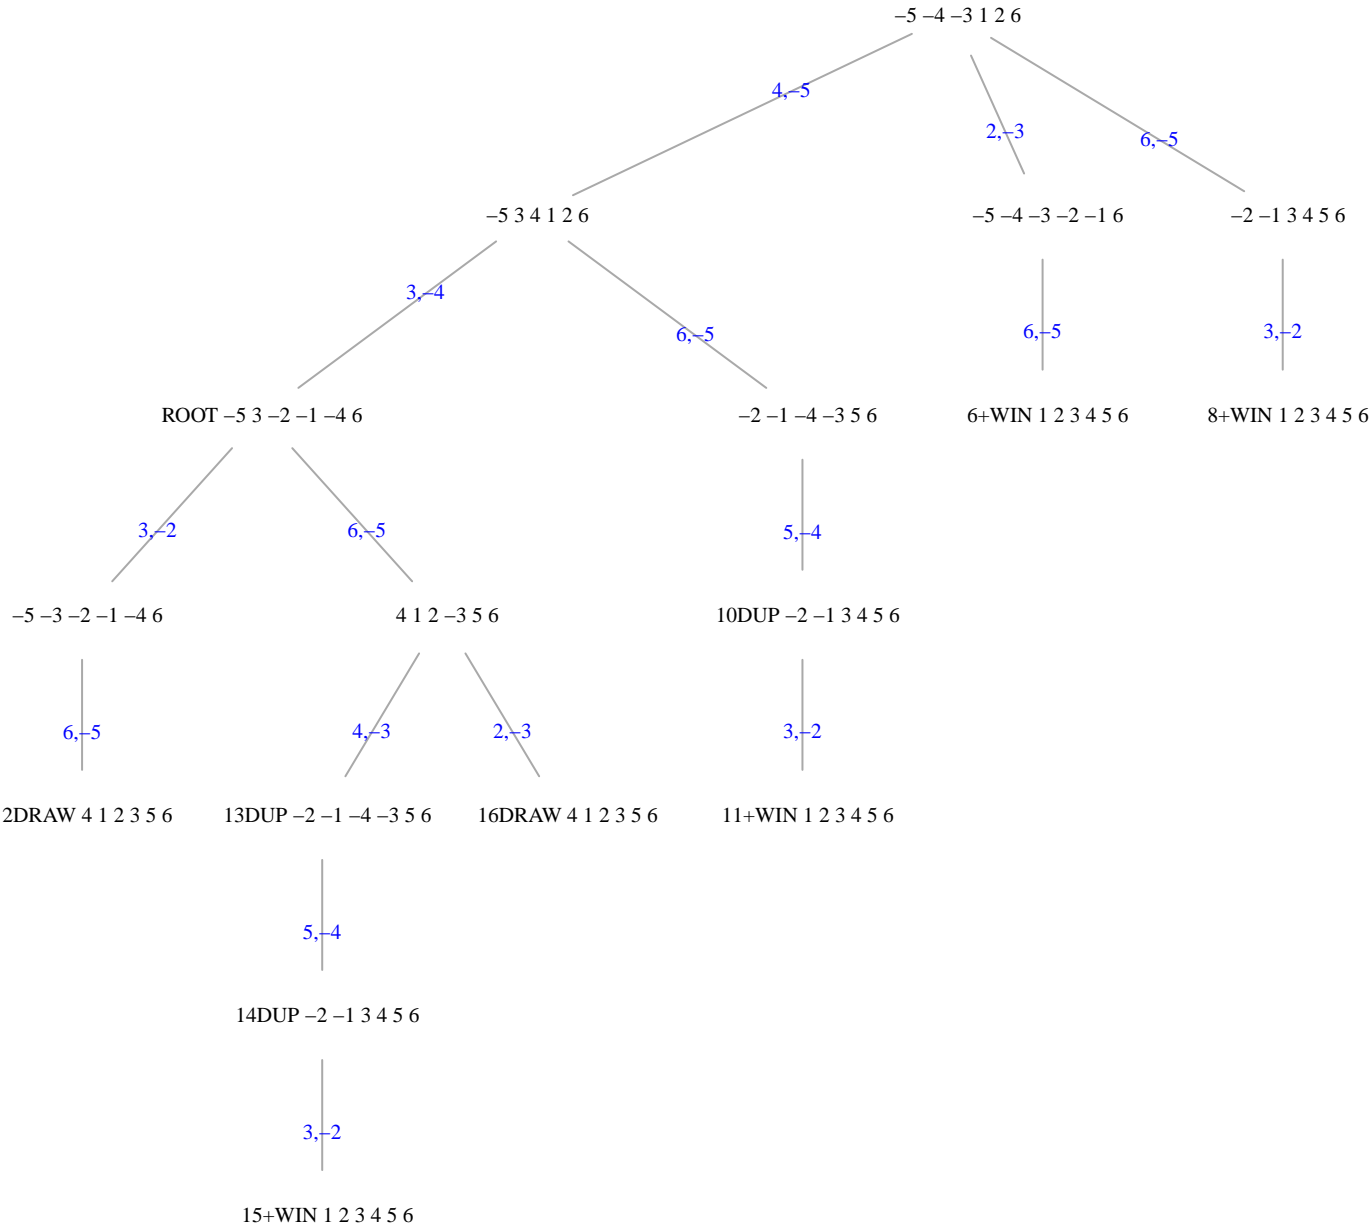 –5 –4 –3 1 2 6
4,–5
2,–3
6,–5
–5 3 4 1 2 6
–5 –4 –3 –2 –1 6
–2 –1 3 4 5 6
3,–4
6,–5
6,–5
3,–2
ROOT –5 3 –2 –1 –4 6
–2 –1 –4 –3 5 6
6+WIN 1 2 3 4 5 6
8+WIN 1 2 3 4 5 6
3,–2
6,–5
5,–4
–5 –3 –2 –1 –4 6
4 1 2 –3 5 6
10DUP –2 –1 3 4 5 6
6,–5
4,–3
2,–3
3,–2
2DRAW 4 1 2 3 5 6
13DUP –2 –1 –4 –3 5 6
16DRAW 4 1 2 3 5 6
11+WIN 1 2 3 4 5 6
5,–4
14DUP –2 –1 3 4 5 6
3,–2
15+WIN 1 2 3 4 5 6